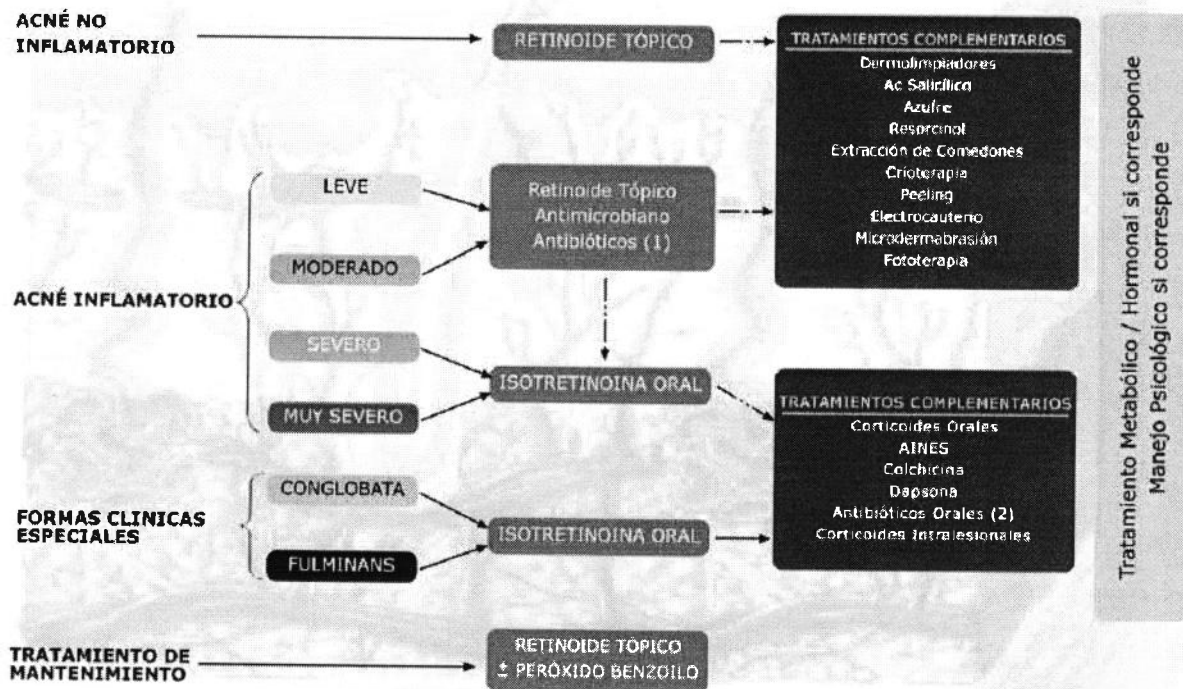 ACNÉ NO
INFLAMATORIO
RETINOIDE TÓPICO
TRATAMIENTOS COMPLEMENTARIOS
Dermolimpiadores
Ac Salicílico
Azufre
Resorcinol
Extracción de Comedones
Crioterapia
Peeling
Electrocauterio
Microdermabrasión
Fototerapia
ACNÉ INFLAMATORIO
LEVE
MODERADO
SEVERO
MUY SEVERO
Retinoide Tópico
Antimicrobiano
Antibióticos (1)
ISOTRETINOINA ORAL
TRATAMIENTOS COMPLEMENTARIOS
Corticoides Orales
AINES
Colchicina
Dapsona
Antibióticos Orales (2)
Corticoides Intralesionales
FORMAS CLINICAS
ESPECIALES
CONGLOBATA
FULMINANS
ISOTRETINOINA ORAL
TRATAMIENTO DE
MANTENIMIENTO
RETINOIDE TÓPICO
± PERÓXIDO BENZOILO
Tratamiento Metabólico / Hormonal si corresponde
Manejo Psicológico si corresponde